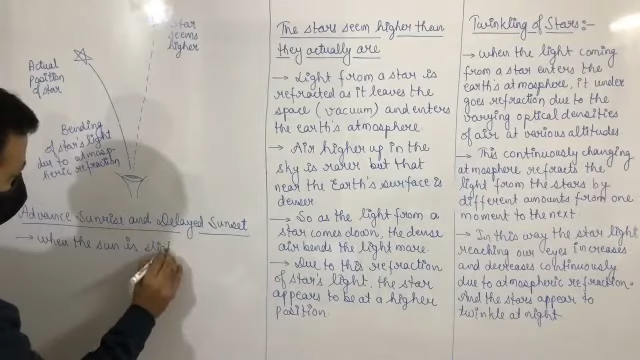 Star
seems
higher
Actual
Position
of star
Bending
of star's light
due to atmosp-
heric refraction
Advance Sunrise and Delayed Sunset
→ when the sun is slig
The stars seem higher than
they actually are
→ Light from a star is
refracted as it leaves the
space (vacuum) and enters
the earth's atmosphere.
→ Air higher up in the
sky is rarer but that
near the Earth's surface is
denser
→ So as the light from a
star comes down, the dense
air bends the light more.
→ Due to this refraction
of star's light, the star
appears to be at a higher
position.
Twinkling of Stars:-
→ when the light coming
from a star enters the
earth's atmosphere, it under
goes refraction due to the
varying optical densities
of air at various altitudes.
→ This continuously changing
atmosphere refracts the
light from the stars by
different amounts from one
moment to the next.
→ In this way the star light
reaching our eyes increases
and decreases continuously
due to atmospheric refraction.
And the stars appear to
twinkle at night.